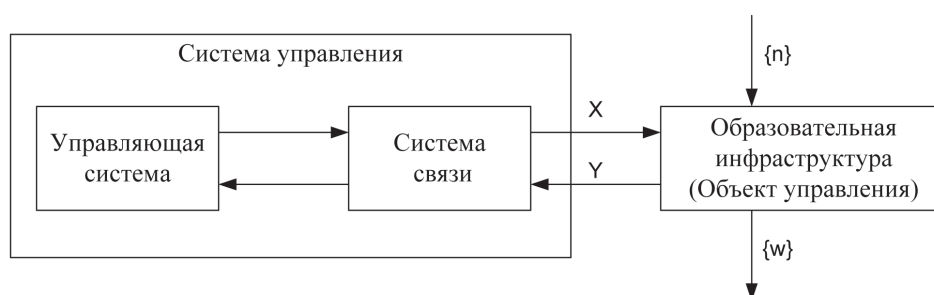 Система управления
{n}
Управляющая
система
Система
связи
X
Y
Образовательная
инфраструктура
(Объект управления)
{w}